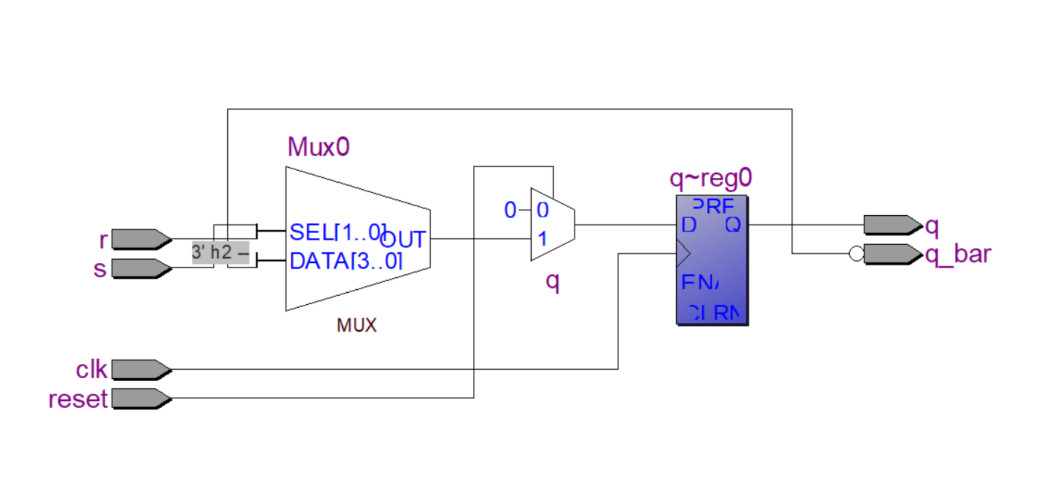 Mux0
r
s
3' h2 --
SEL[1..0]
OUT
DATA[3..0]
MUX
0
0
1
q
q~reg0
PRE
D
Q
ENA
CLRN
q
q_bar
clk
reset